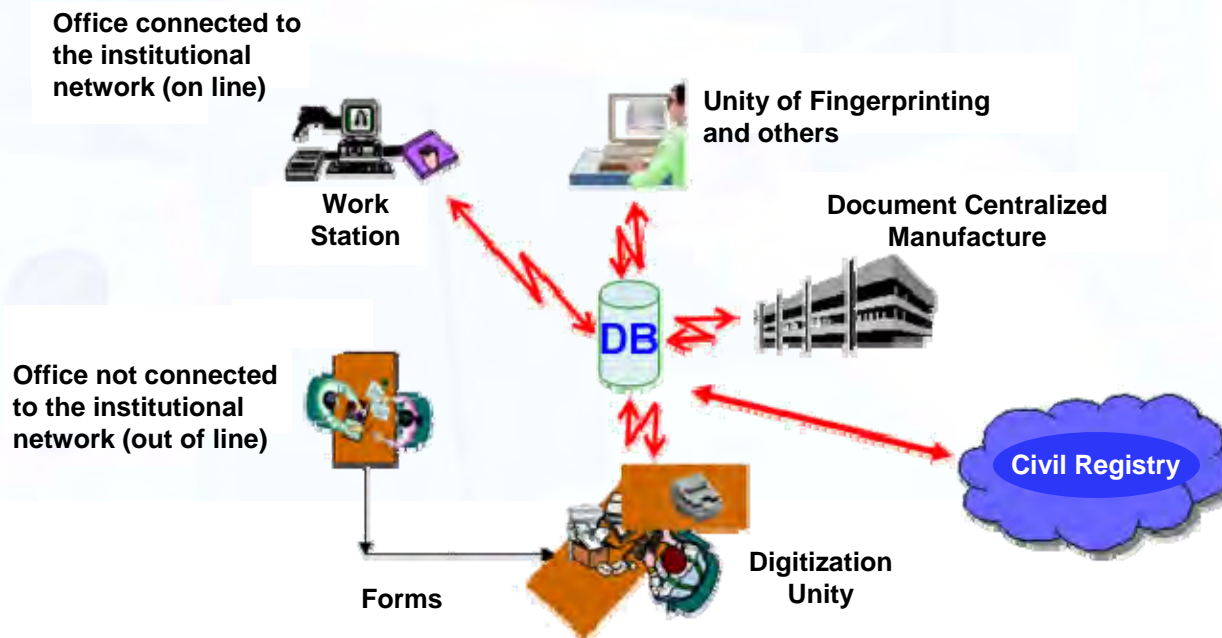 Office connected to
the institutional
network (on line)
Unity of Fingerprinting
and others
Work
Station
Document Centralized
Manufacture
DB
Office not connected
to the institutional
network (out of line)
Civil Registry
Digitization
Unity
Forms